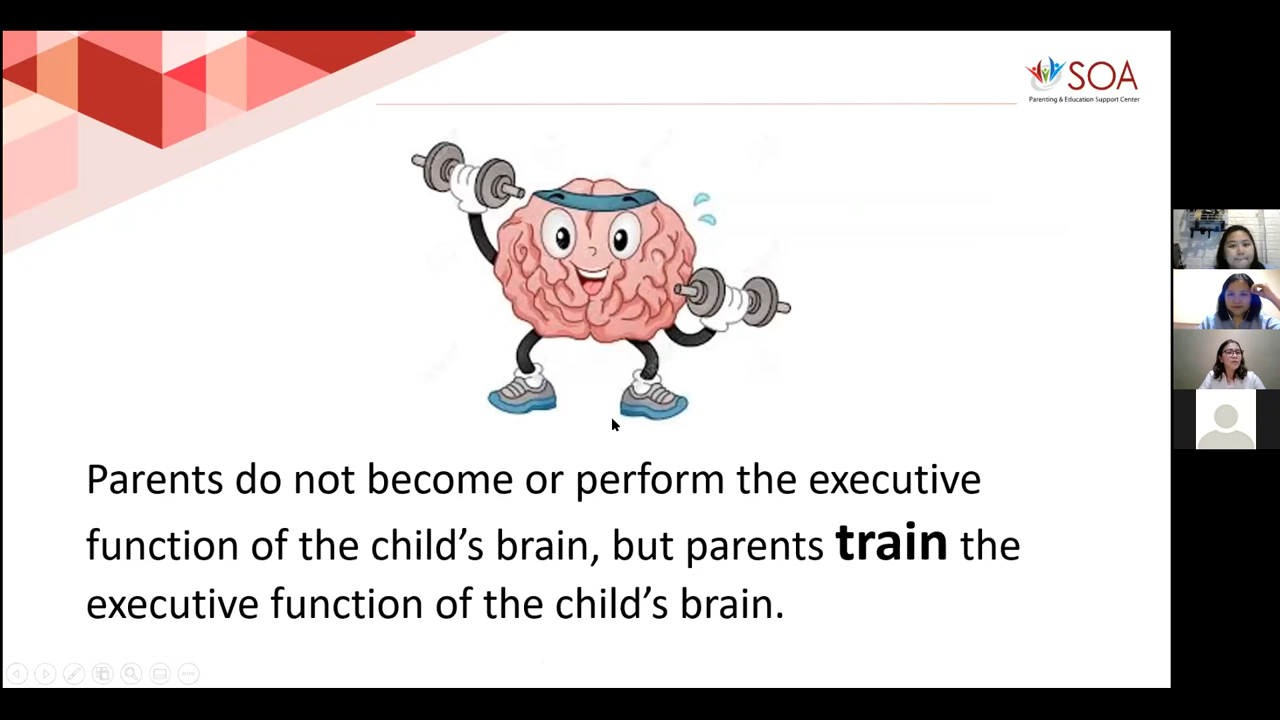 SOA
Parenting & Education Support Center
Parents do not become or perform the executive
function of the child’s brain, but parents train the
executive function of the child’s brain.